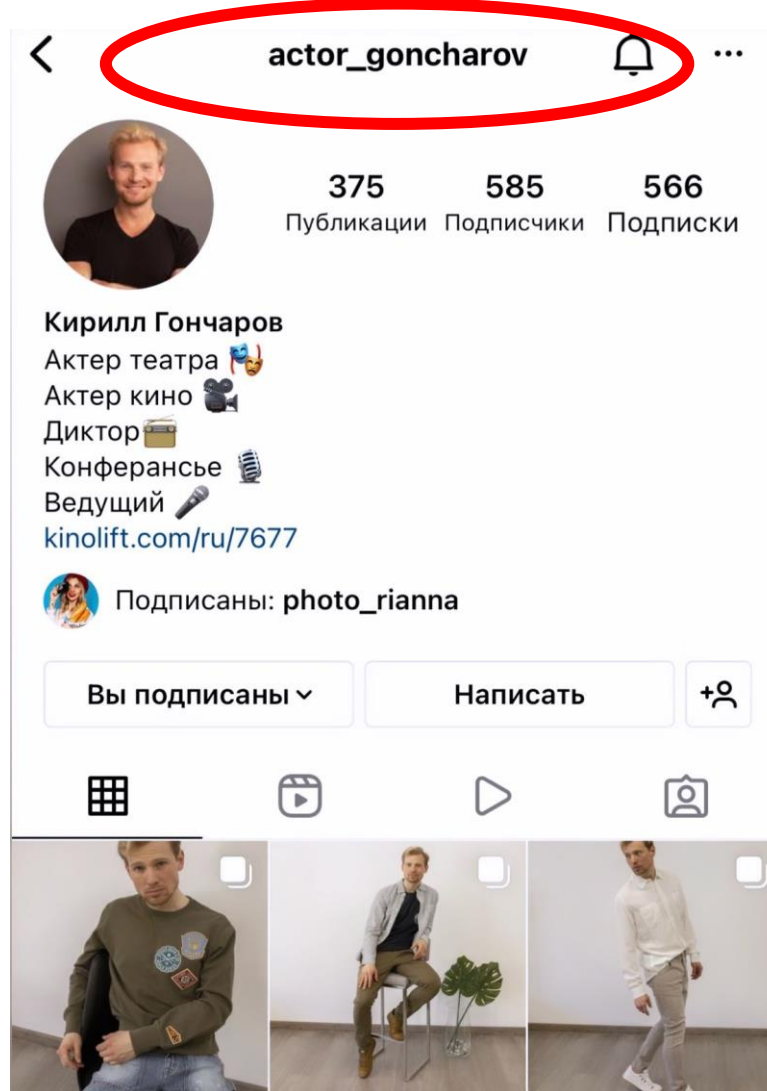 actor_goncharov
375 585 566
Публикации Подписчики Подписки
Кирилл Гончаров
Актер театра
Актер кино
Диктор
Конферансье
Ведущий
kinolift.com/ru/7677
Подписаны: photo_rianna
Вы подписаны Написать